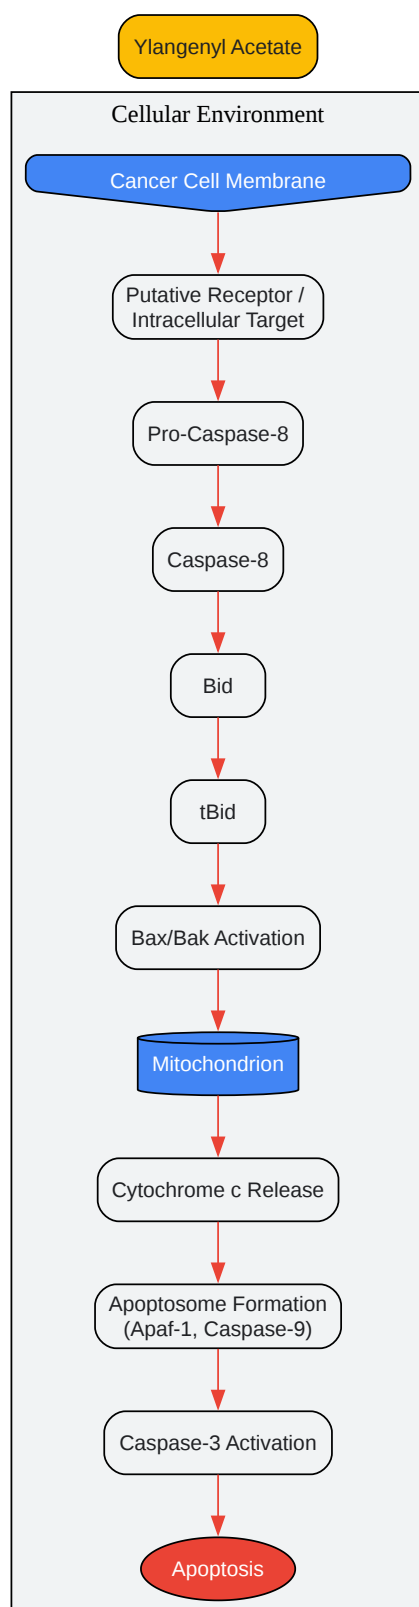 Ylangenyl Acetate
Cellular Environment
Cancer Cell Membrane
Putative Receptor /
Intracellular Target
Pro-Caspase-8
Caspase-8
Bid
tBid
Bax/Bak Activation
Mitochondrion
Cytochrome c Release
Apoptosome Formation
(Apaf-1, Caspase-9)
Caspase-3 Activation
Apoptosis